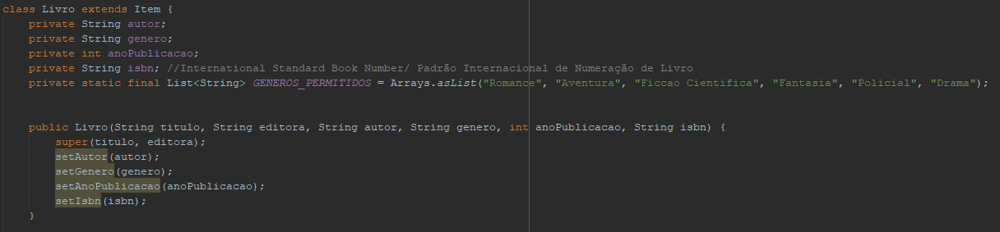 class Livro extends Item {
private String autor;
private String genero;
private int anoPublicacao;
private String isbn; //International Standard Book Number/ Padrão Internacional de Numeração de Livro
private static final List<String> GENEROS_PERMITIDOS = Arrays.asList("Romance", "Aventura", "Ficcao Cientifica", "Fantasia", "Policial", "Drama");
public Livro(String titulo, String editora, String autor, String genero, int anoPublicacao, String isbn) {
super(titulo, editora);
setAutor(autor);
setGenero(genero);
setAnoPublicacao(anoPublicacao);
setIsbn(isbn);
}